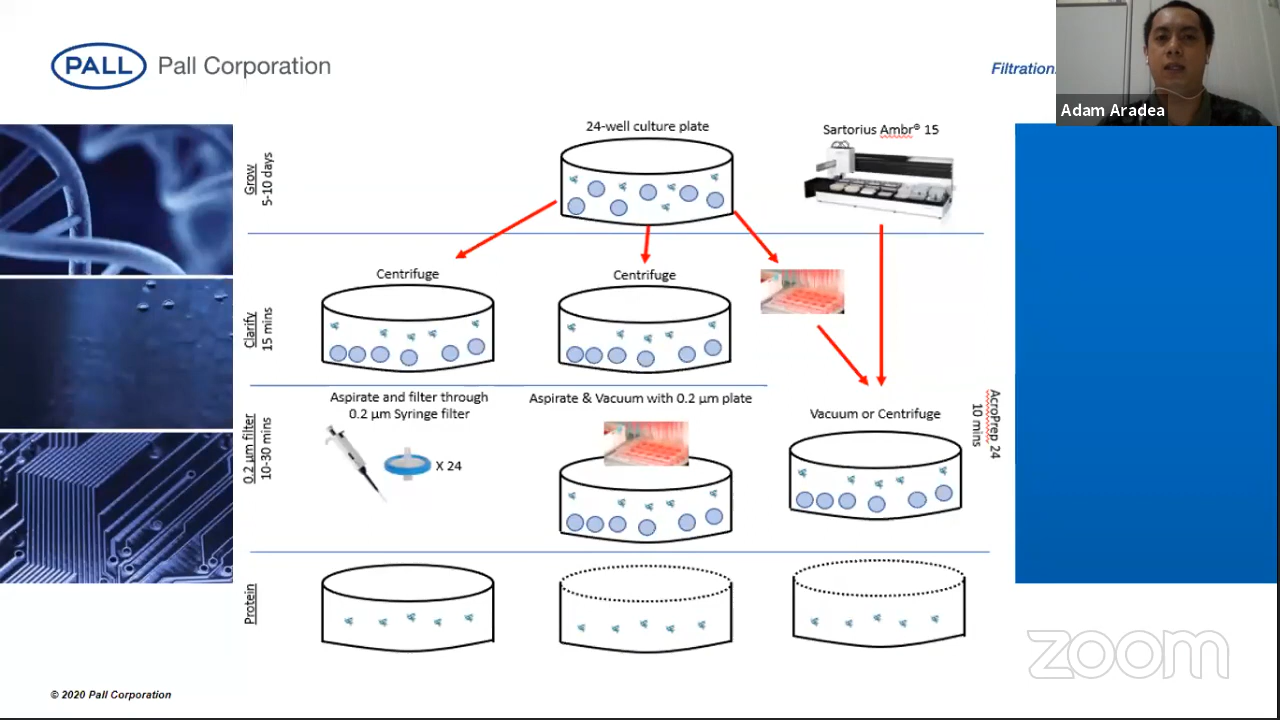 PALL
Pall Corporation
Filtration.
Adam Aradea
24-well culture plate
Sartorius Ambr® 15
Grow
5-10 days
Centrifuge
Centrifuge
Clarify
15 mins
Aspirate and filter through
0.2 µm Syringe filter
Aspirate & Vacuum with 0.2 µm plate
Vacuum or Centrifuge
AcroPrep 24
10 mins
0.2 µm filter
10-30 mins
X 24
Protein
zoom
© 2020 Pall Corporation